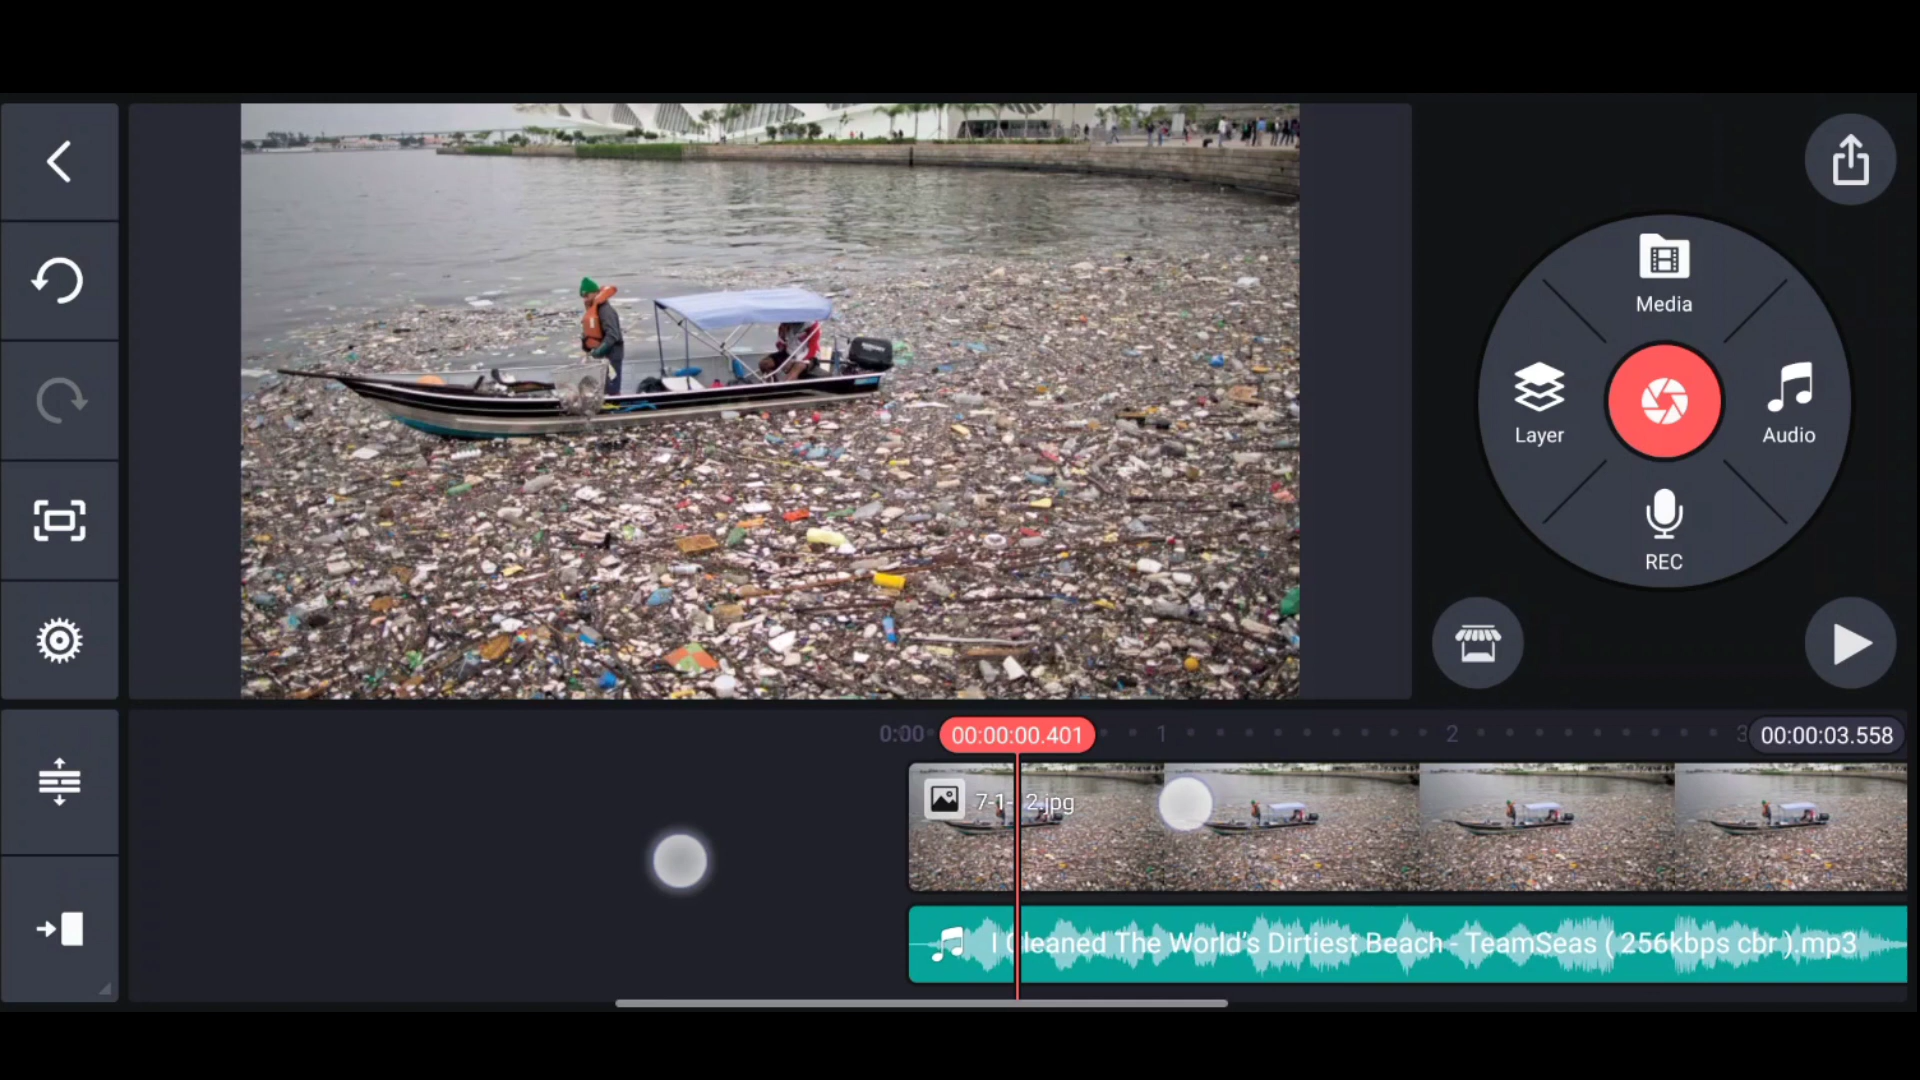 Media
Layer
Audio
REC
0:00
00:00:00.401
1
2
3
00:00:03.558
7-1-
2.jpg
I Cleaned The World's Dirtiest Beach - TeamSeas ( 256kbps cbr ).mp3